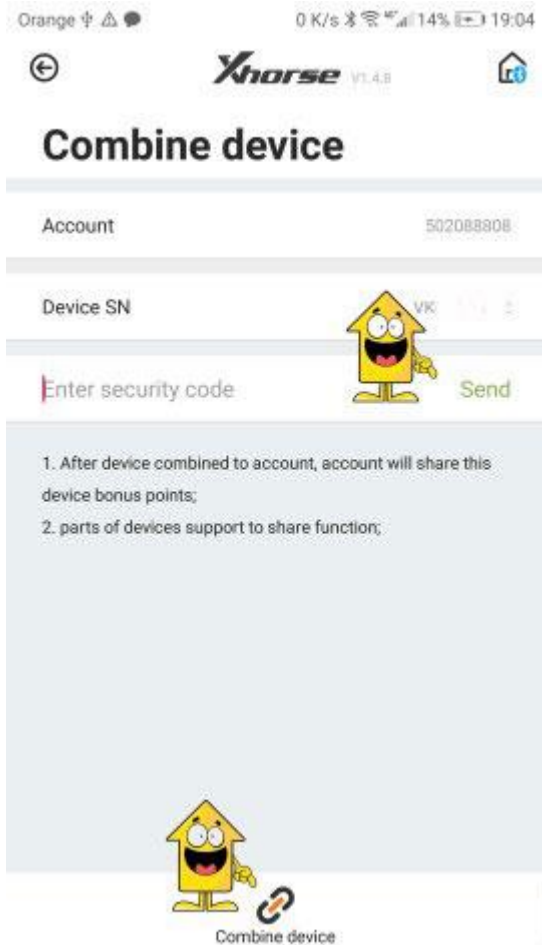 Orange 0 K/s 4G 14% 19:04
Xhorse V1.4.8
Combine device
Account 502088808
Device SN VK
Enter security code Send
1. After device combined to account, account will share this
device bonus points;
2. parts of devices support to share function;
Combine device